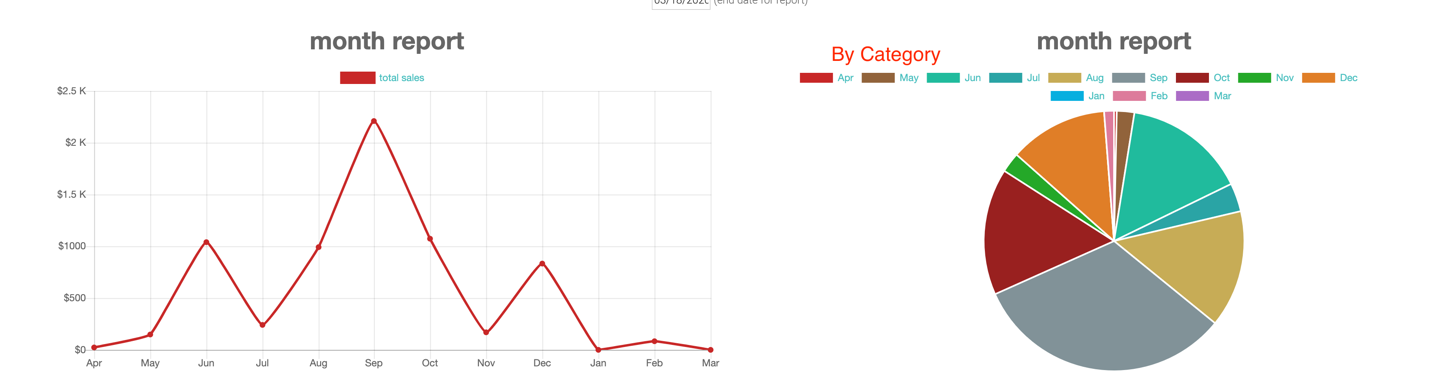 (end date for report)
month report
total sales
$2.5 K
$2 K
$1.5 K
$1000
$500
$0
Apr May Jun Jul Aug Sep Oct Nov Dec Jan Feb Mar
By Category
month report
Apr May Jun Jul Aug Sep Oct Nov Dec
Jan Feb Mar